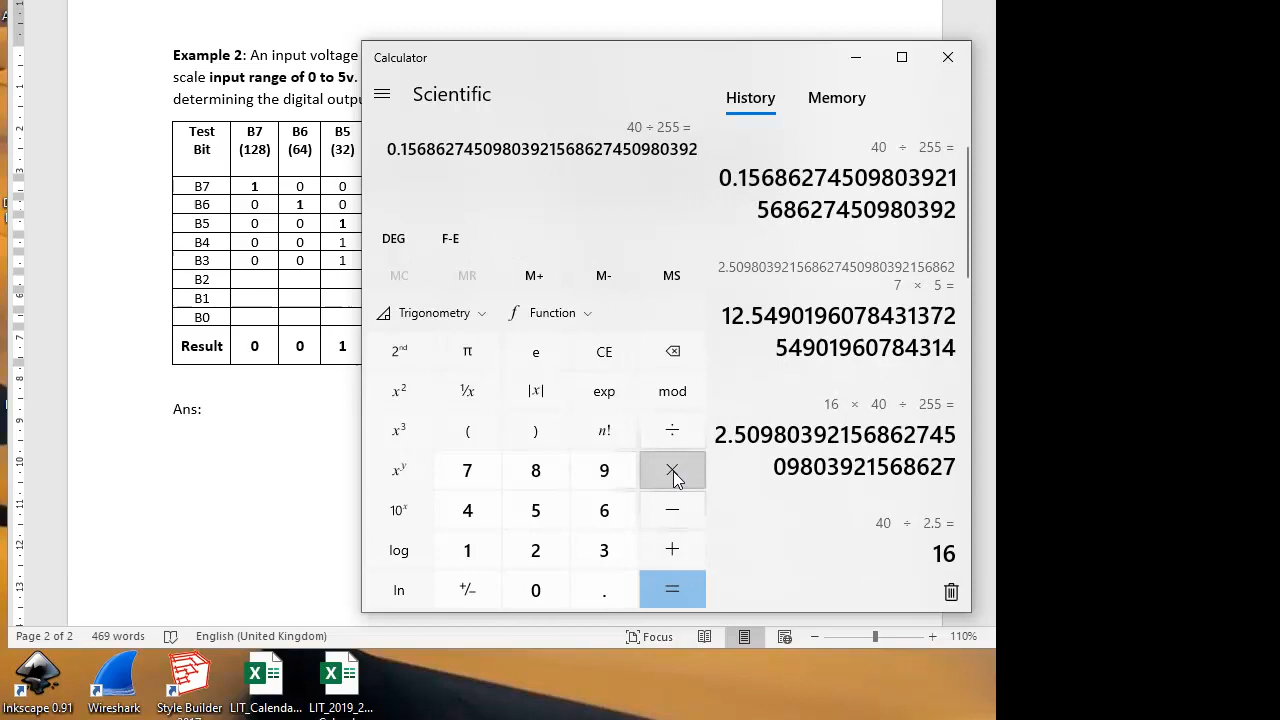 Example 2: An input voltage
scale input range of 0 to 5v.
determining the digital outpu
Test Bit B7 (128) B6 (64) B5 (32)
B7 1 0 0
B6 0 1 0
B5 0 0 1
B4 0 0 1
B3 0 0 1
B2
B1
B0
Result 0 0 1
Ans:
Calculator
Scientific
40 ÷ 255 =
0.1568627450980392156862745098​0392
DEG F-E
MC MR M+ M- MS
Trigonometry f Function
2nd π e CE
x2 ¹/x |x| exp mod
x3 ( ) n! ÷
xy 7 8 9 ×
10x 4 5 6 −
log 1 2 3 +
ln +/− 0 . =
History Memory
40 ÷ 255 =
0.15686274509803921
568627450980392
2.5098039215686274509803921568​62
7 × 5 =
12.5490196078431372
54901960784314
16 × 40 ÷ 255 =
2.50980392156862745
09803921568627
40 ÷ 2.5 =
16
Page 2 of 2 469 words English (United Kingdom) Focus 110%
Inkscape 0.91 Wireshark Style Builder LIT_Calenda... LIT_2019_2...